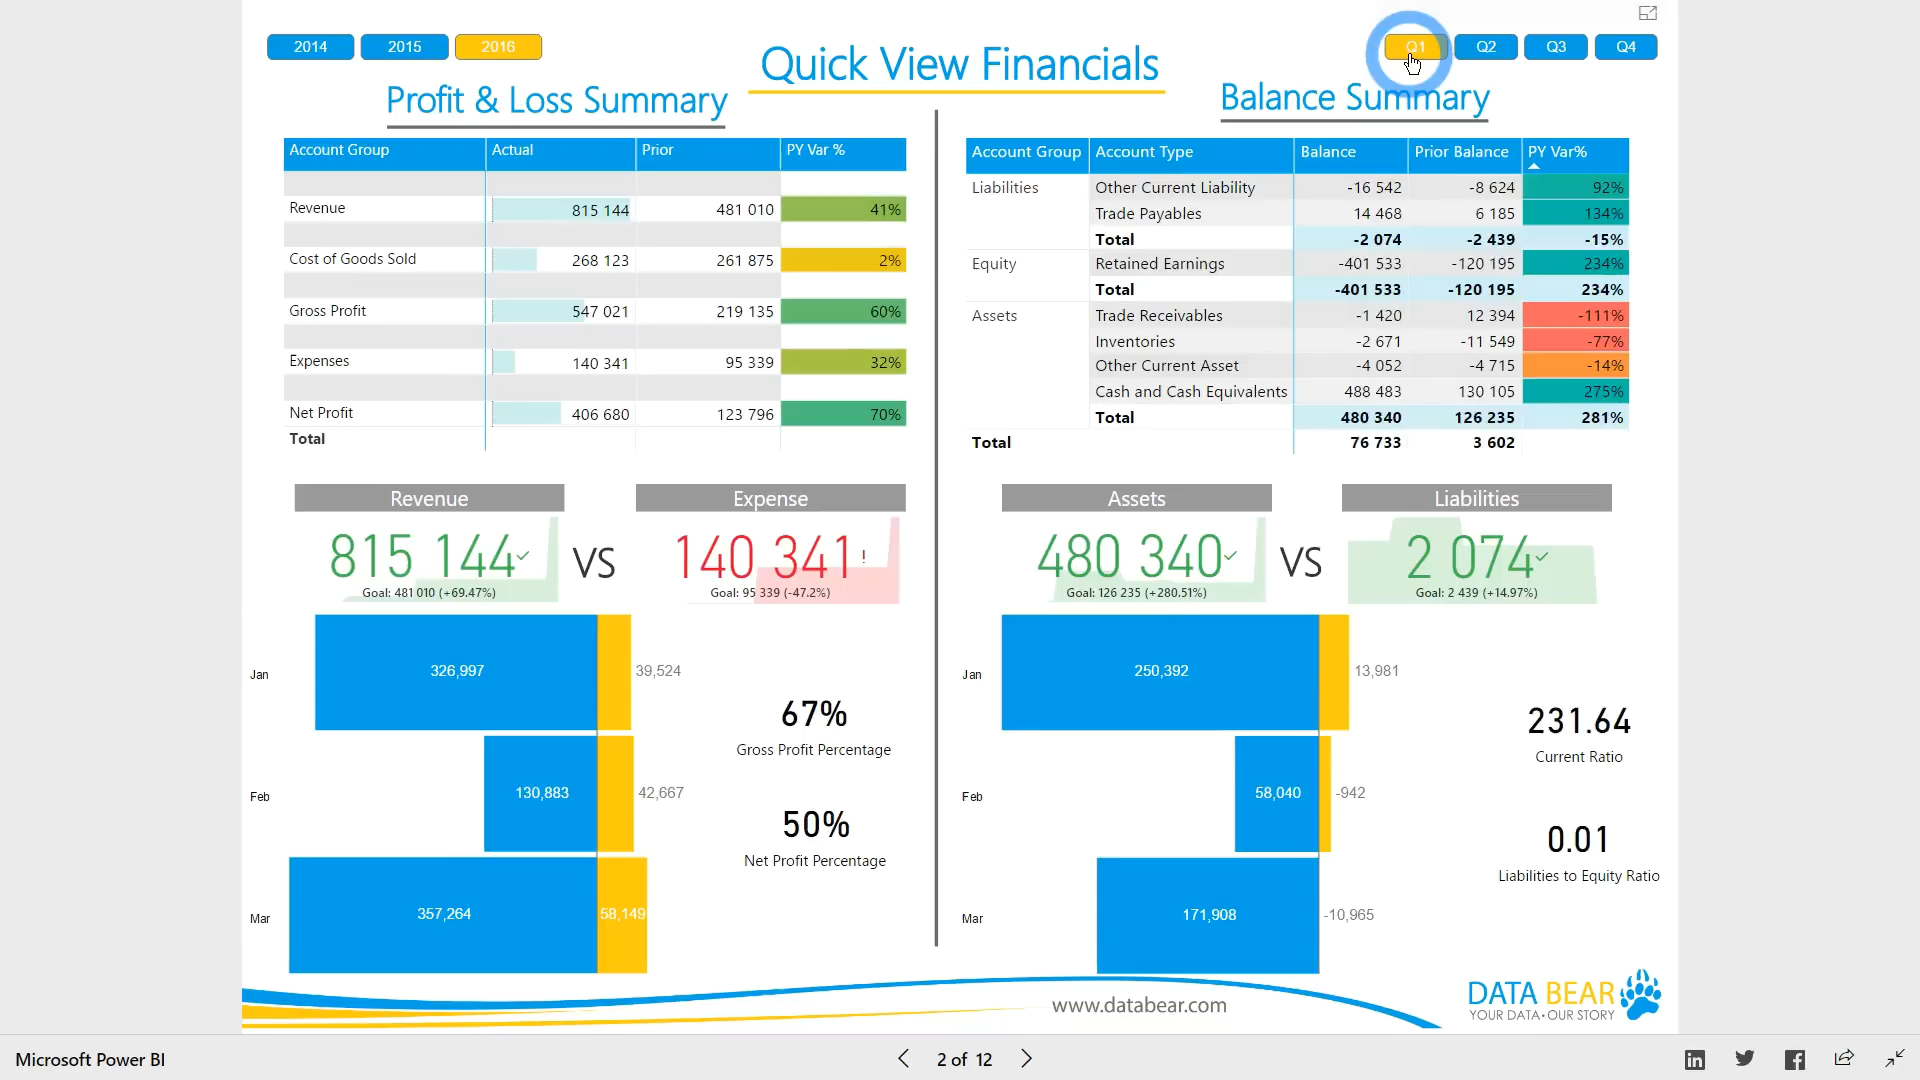 2014 2015 2016
Quick View Financials
Q1 Q2 Q3 Q4
Profit & Loss Summary
Account Group Actual Prior PY Var %
Revenue 815 144 481 010 41%
Cost of Goods Sold 268 123 261 875 2%
Gross Profit 547 021 219 135 60%
Expenses 140 341 95 339 32%
Net Profit 406 680 123 796 70%
Total
Balance Summary
Account Group Account Type Balance Prior Balance PY Var%
Liabilities Other Current Liability -16 542 -8 624 92%
Trade Payables 14 468 6 185 134%
Total -2 074 -2 439 -15%
Equity Retained Earnings -401 533 -120 195 234%
Total -401 533 -120 195 234%
Assets Trade Receivables -1 420 12 394 -111%
Inventories -2 671 -11 549 -77%
Other Current Asset -4 052 -4 715 -14%
Cash and Cash Equivalents 488 483 130 105 275%
Total 480 340 126 235 281%
Total 76 733 3 602
Revenue Expense
815 144 VS 140 341!
Goal: 481 010 (+69.47%) Goal: 95 339 (-47.2%)
Jan 326,997 39,524
Feb 130,883 42,667
Mar 357,264 58,149
67%
Gross Profit Percentage
50%
Net Profit Percentage
Assets Liabilities
480 340 VS 2 074
Goal: 126 235 (+280.51%) Goal: 2 439 (+14.97%)
Jan 250,392 13,981
Feb 58,040 -942
Mar 171,908 -10,965
231.64
Current Ratio
0.01
Liabilities to Equity Ratio
www.databear.com
DATA BEAR
YOUR DATA•OUR STORY
Microsoft Power BI
2 of 12